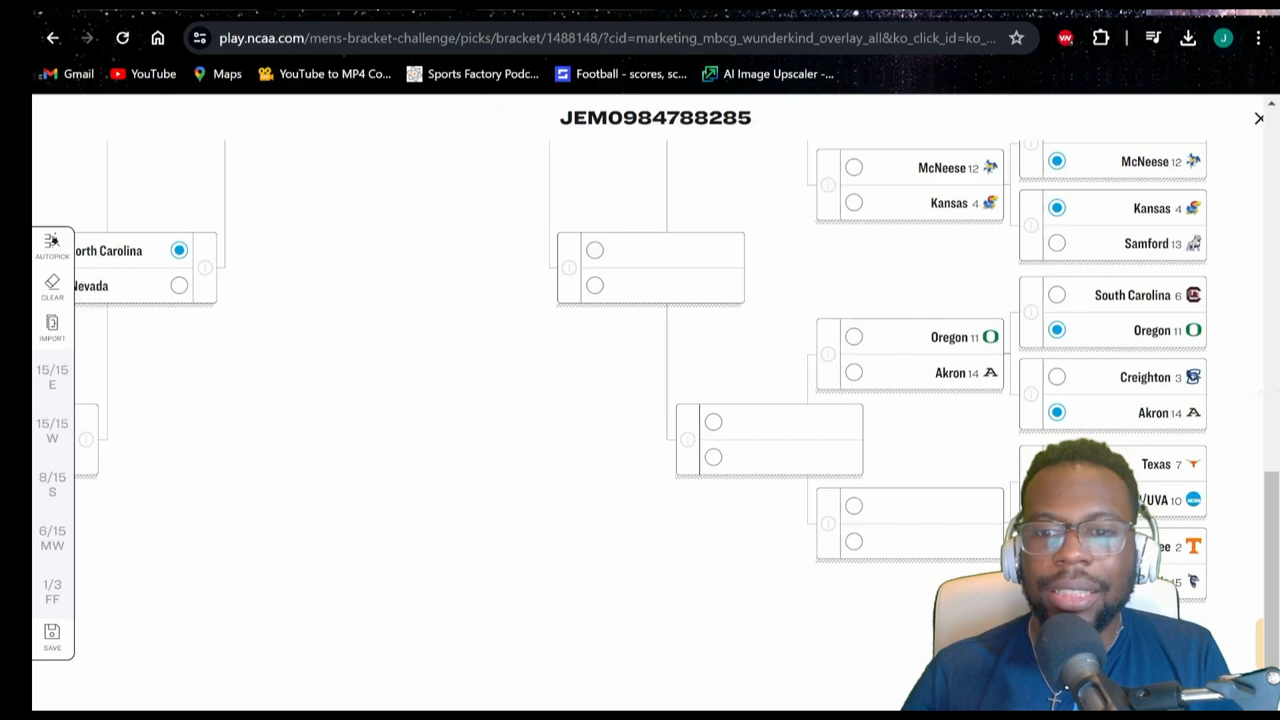 play.ncaa.com/mens-bracket-challenge/picks/bracket/1488148/?cid=marketing_mbcg_wunderkind_overlay_all&ko_click_id=ko_...
VN
J
Gmail
YouTube
Maps
YouTube to MP4 Co...
Sports Factory Podc...
Football - scores, sc...
AI Image Upscaler -...
JEM0984788285
McNeese 12
McNeese 12
Kansas 4
Kansas 4
Samford 13
AUTOPICK
orth Carolina
CLEAR
Nevada
South Carolina 6
IMPORT
Oregon 11
Oregon 11
15/15
E
Akron 14
Creighton 3
Akron 14
15/15
W
Texas 7
8/15
S
/UVA 10
6/15
MW
ee 2
1/3
FF
15
SAVE